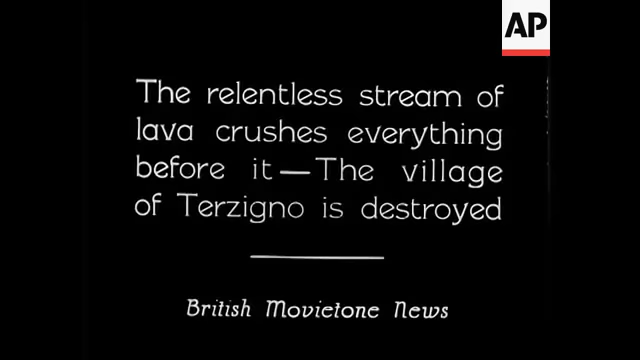 AP
The relentless stream of
lava crushes everything
before it—The village
of Terzigno is destroyed
British Movietone News